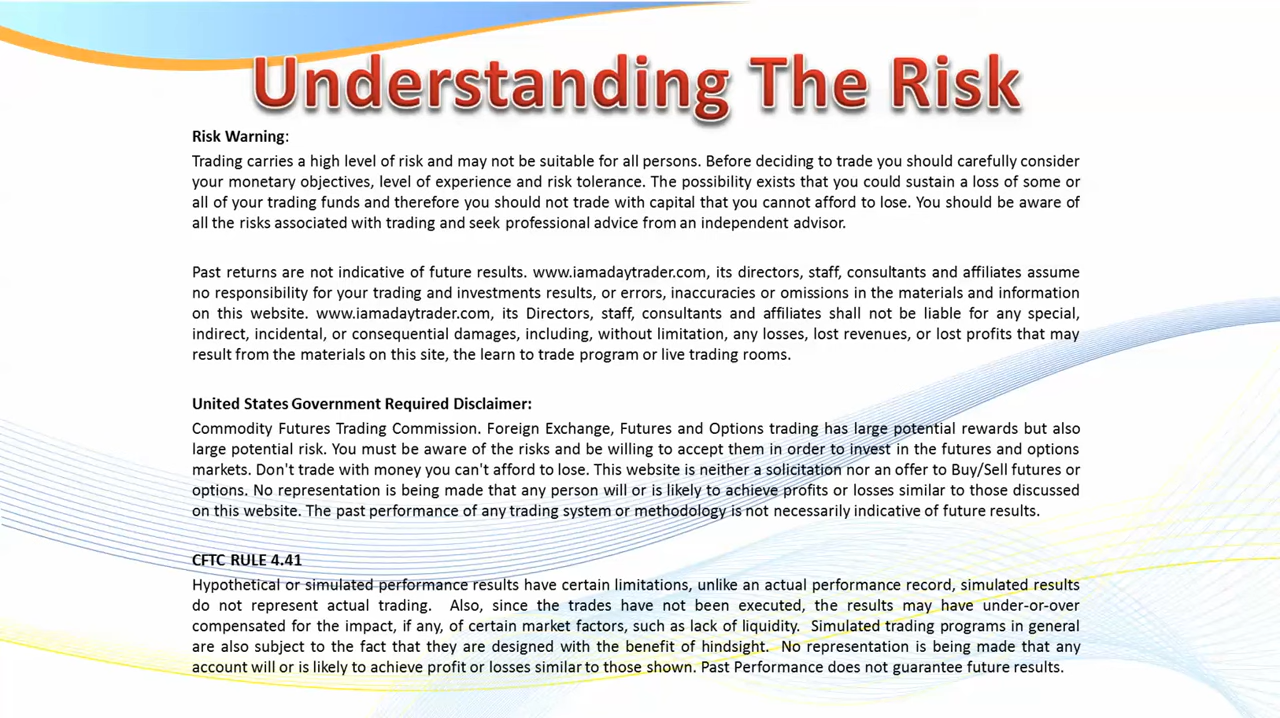 Understanding The Risk
Risk Warning:
Trading carries a high level of risk and may not be suitable for all persons. Before deciding to trade you should carefully consider
your monetary objectives, level of experience and risk tolerance. The possibility exists that you could sustain a loss of some or
all of your trading funds and therefore you should not trade with capital that you cannot afford to lose. You should be aware of
all the risks associated with trading and seek professional advice from an independent advisor.
Past returns are not indicative of future results. www.iamadaytrader.com, its directors, staff, consultants and affiliates assume
no responsibility for your trading and investments results, or errors, inaccuracies or omissions in the materials and information
on this website. www.iamadaytrader.com, its Directors, staff, consultants and affiliates shall not be liable for any special,
indirect, incidental, or consequential damages, including, without limitation, any losses, lost revenues, or lost profits that may
result from the materials on this site, the learn to trade program or live trading rooms.
United States Government Required Disclaimer:
Commodity Futures Trading Commission. Foreign Exchange, Futures and Options trading has large potential rewards but also
large potential risk. You must be aware of the risks and be willing to accept them in order to invest in the futures and options
markets. Don't trade with money you can't afford to lose. This website is neither a solicitation nor an offer to Buy/Sell futures or
options. No representation is being made that any person will or is likely to achieve profits or losses similar to those discussed
on this website. The past performance of any trading system or methodology is not necessarily indicative of future results.
CFTC RULE 4.41
Hypothetical or simulated performance results have certain limitations, unlike an actual performance record, simulated results
do not represent actual trading. Also, since the trades have not been executed, the results may have under-or-over
compensated for the impact, if any, of certain market factors, such as lack of liquidity. Simulated trading programs in general
are also subject to the fact that they are designed with the benefit of hindsight. No representation is being made that any
account will or is likely to achieve profit or losses similar to those shown. Past Performance does not guarantee future results.